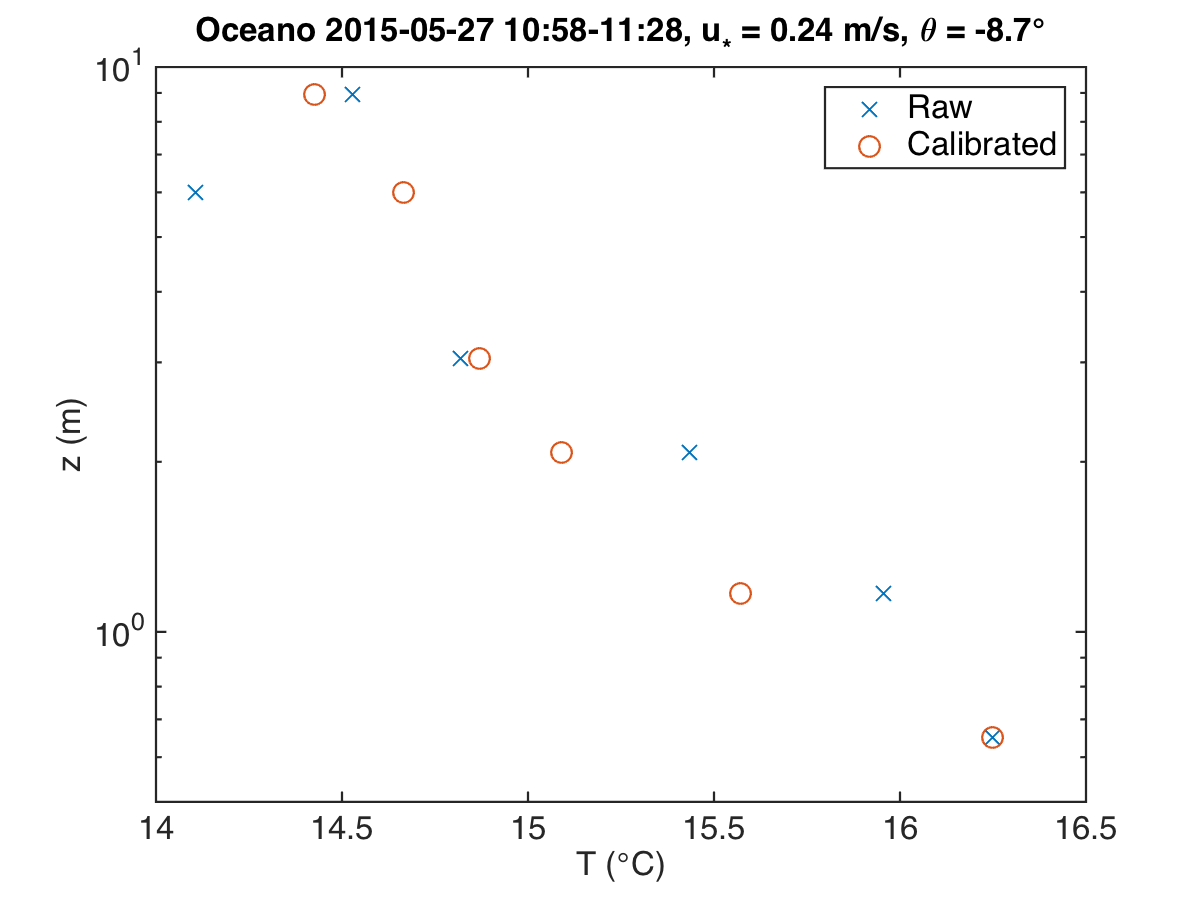 Oceano 2015-05-27 10:58-11:28, u* = 0.24 m/s, θ = -8.7°
Raw
Calibrated
10^1
10^0
z (m)
14 14.5 15 15.5 16 16.5
T (°C)